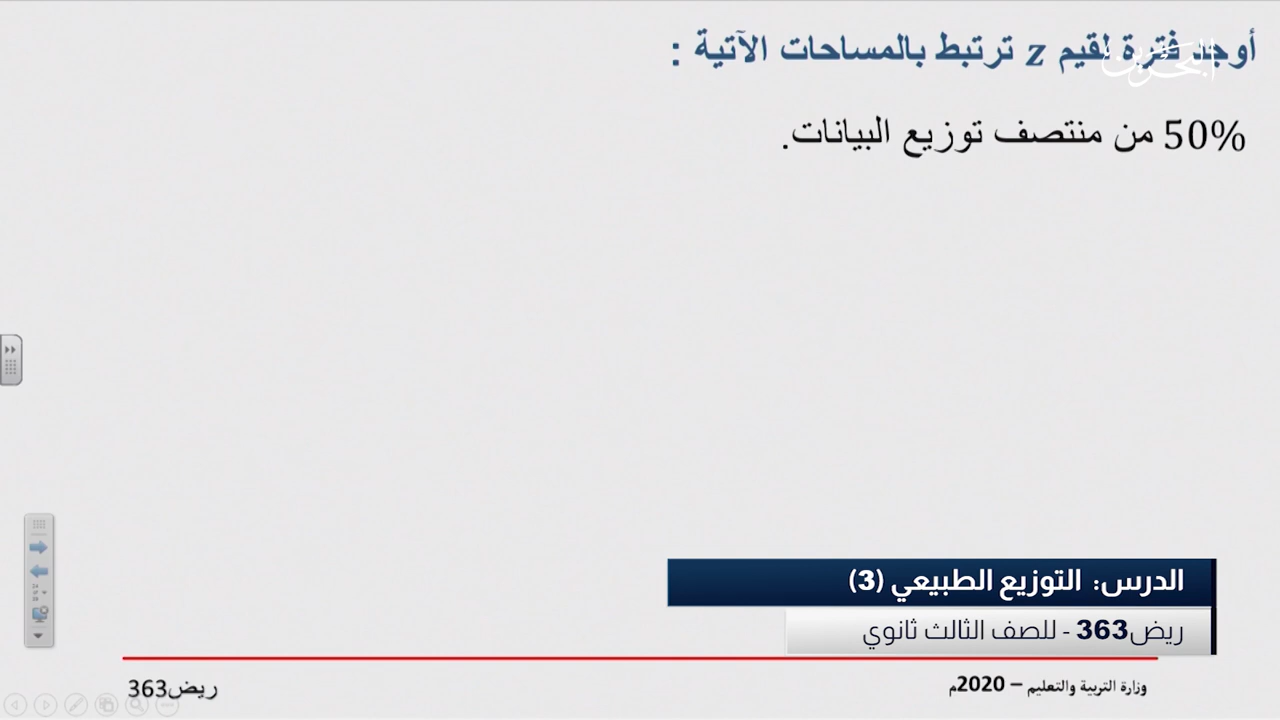 أوجد فترة لقيم z ترتبط بالمساحات الآتية :
البحرين
50% من منتصف توزيع البيانات.
الدرس: التوزيع الطبيعي (3)
ريض363 - للصف الثالث ثانوي
وزارة التربية والتعليم – 2020م
ريض363